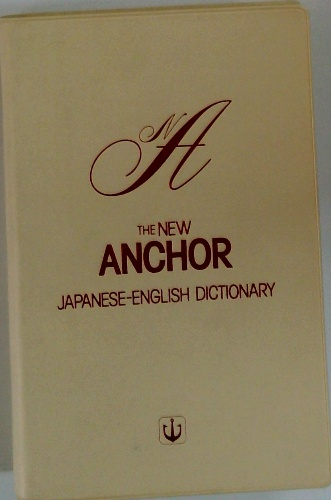 NA
THE NEW
ANCHOR
JAPANESE-ENGLISH DICTIONARY